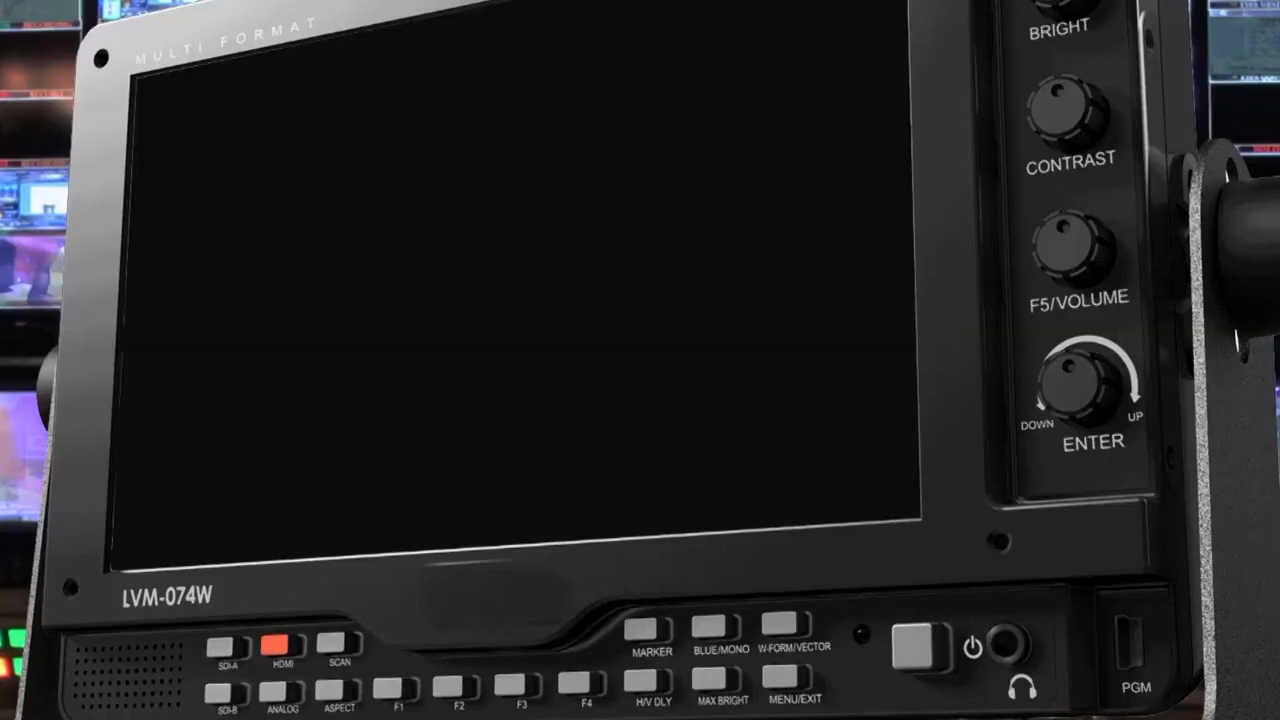 MULTI FORMAT
BRIGHT
CONTRAST
F5/VOLUME
DOWN
UP
ENTER
LVM-074W
SDI-A
HDMI
SCAN
MARKER
BLUE/MONO
W-FORM/VECTOR
SDI-B
ANALOG
ASPECT
F1
F2
F3
F4
H/V DLY
MAX BRIGHT
MENU/EXIT
PGM